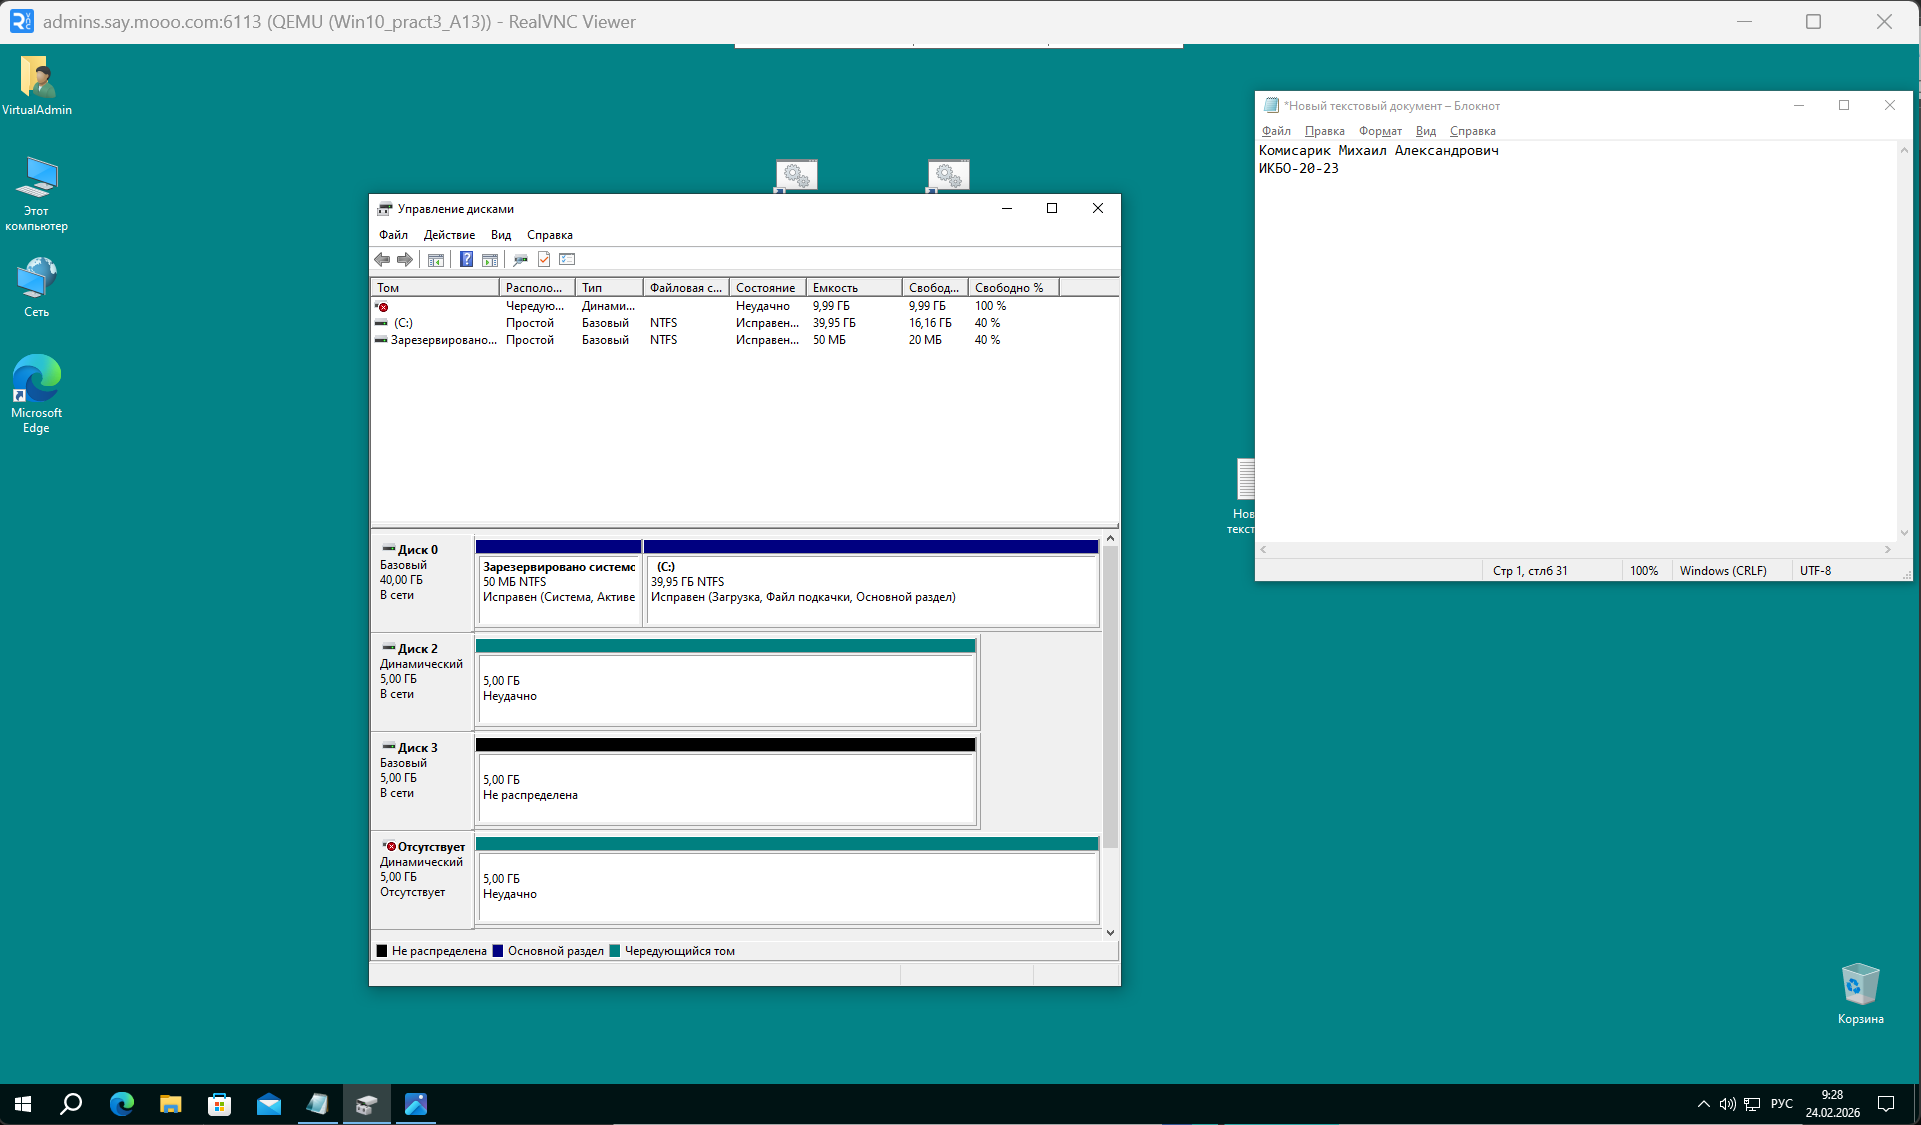 admins.say.mooo.com:6113 (QEMU (Win10_pract3_A13)) - RealVNC Viewer
VirtualAdmin
Этот
компьютер
Сеть
Microsoft
Edge
*Новый текстовый документ – Блокнот
Файл Правка Формат Вид Справка
Комисарик Михаил Александрович
ИКБО-20-23
Стр 1, стлб 31 100% Windows (CRLF) UTF-8
Нов
текст
Управление дисками
Файл Действие Вид Справка
Том Располо... Тип Файловая с... Состояние Емкость Свобод... Свободно %
Чередую... Динами... Неудачно 9,99 ГБ 9,99 ГБ 100 %
(C:) Простой Базовый NTFS Исправен... 39,95 ГБ 16,16 ГБ 40 %
Зарезервировано... Простой Базовый NTFS Исправен... 50 МБ 20 МБ 40 %
Диск 0
Базовый
40,00 ГБ
В сети
Зарезервировано системо
50 МБ NTFS
Исправен (Система, Активе
(C:)
39,95 ГБ NTFS
Исправен (Загрузка, Файл подкачки, Основной раздел)
Диск 2
Динамический
5,00 ГБ
В сети
5,00 ГБ
Неудачно
Диск 3
Базовый
5,00 ГБ
В сети
5,00 ГБ
Не распределена
Отсутствует
Динамический
5,00 ГБ
Отсутствует
5,00 ГБ
Неудачно
Не распределена Основной раздел Чередующийся том
Корзина
РУС
9:28
24.02.2026